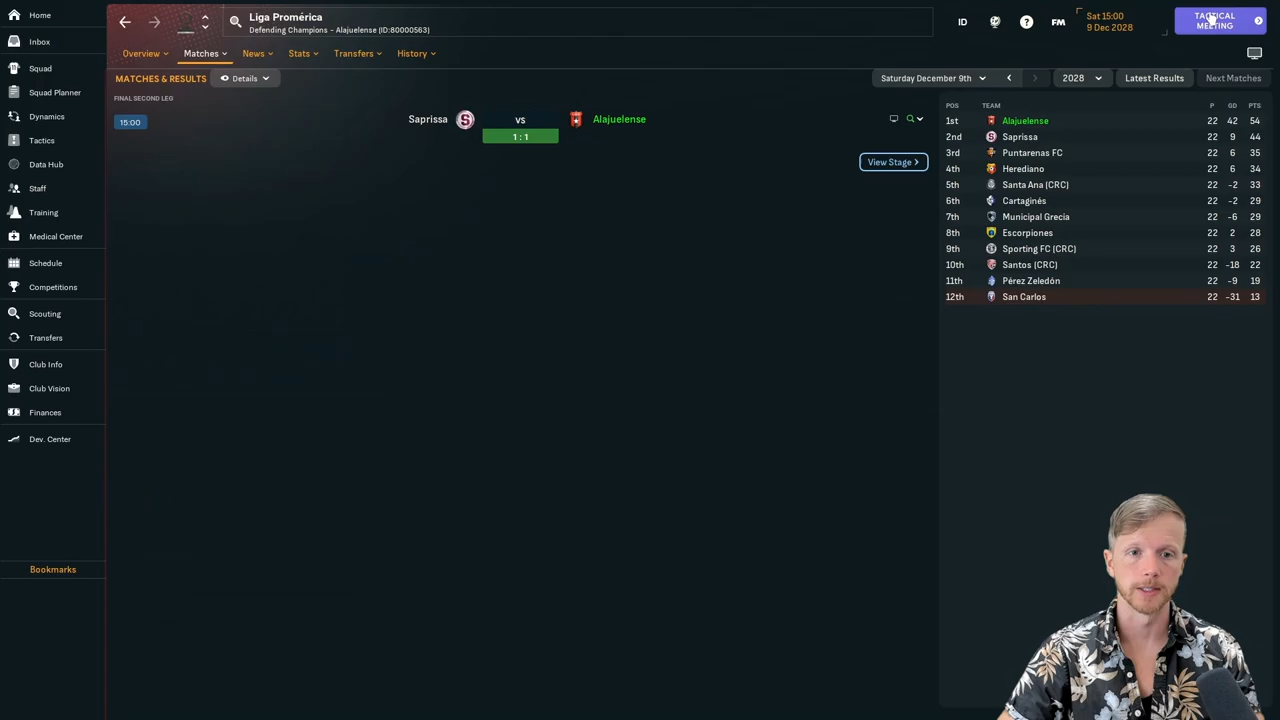 Home
Inbox
Squad
Squad Planner
Dynamics
Tactics
Data Hub
Staff
Training
Medical Center
Schedule
Competitions
Scouting
Transfers
Club Info
Club Vision
Finances
Dev. Center
Bookmarks
Liga Promérica
Defending Champions - Alajuelense (ID:80000563)
ID
FM
Sat 15:00
9 Dec 2028
TACTICAL
MEETING
Overview
Matches
News
Stats
Transfers
History
MATCHES & RESULTS
Details
Saturday December 9th
2028
Latest Results
Next Matches
FINAL SECOND LEG
15:00
Saprissa
vs
Alajuelense
1 : 1
View Stage
POS TEAM P GD PTS
1st Alajuelense 22 42 54
2nd Saprissa 22 9 44
3rd Puntarenas FC 22 6 35
4th Herediano 22 6 34
5th Santa Ana (CRC) 22 -2 33
6th Cartaginés 22 -2 29
7th Municipal Grecia 22 -6 29
8th Escorpiones 22 2 28
9th Sporting FC (CRC) 22 3 26
10th Santos (CRC) 22 -18 22
11th Pérez Zeledón 22 -9 19
12th San Carlos 22 -31 13